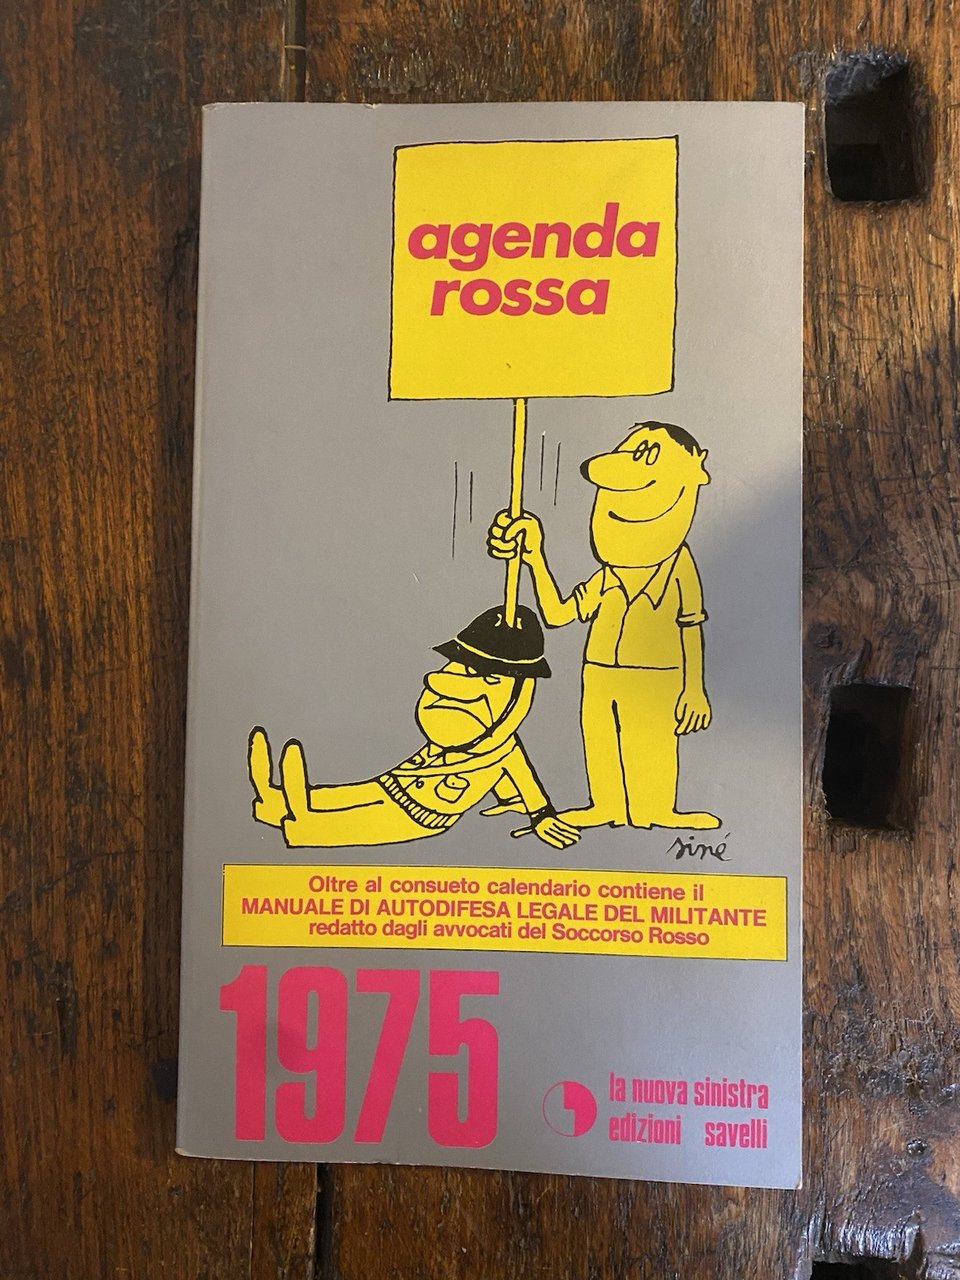 agenda
rossa
siné
Oltre al consueto calendario contiene il
MANUALE DI AUTODIFESA LEGALE DEL MILITANTE
redatto dagli avvocati del Soccorso Rosso
1975
la nuova sinistra
edizioni savelli